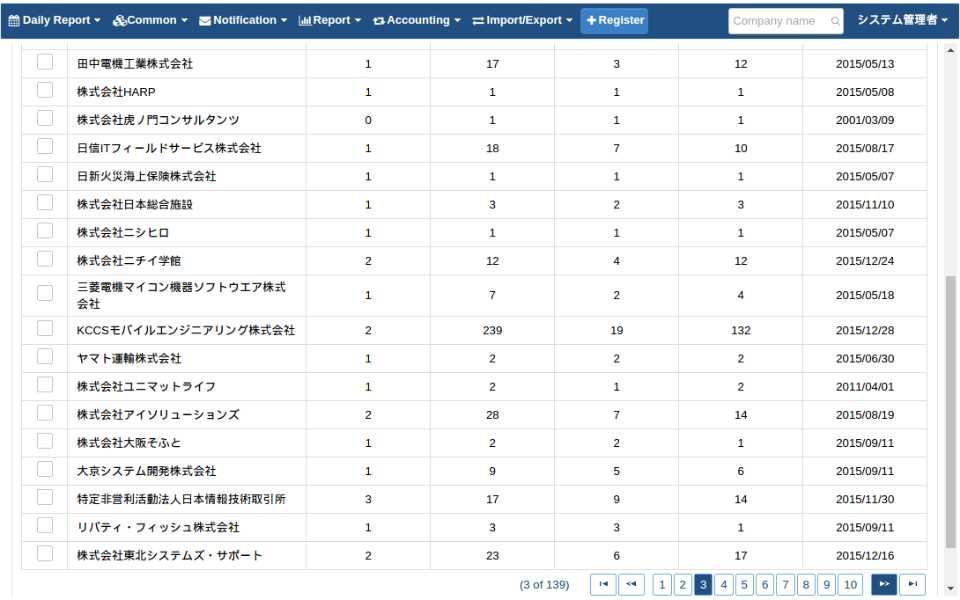 Daily Report Common Notification Report Accounting Import/Export Register Company name システム管理者
田中電機工業株式会社 1 17 3 12 2015/05/13
株式会社HARP 1 1 1 1 2015/05/08
株式会社虎ノ門コンサルタンツ 0 1 1 1 2001/03/09
日信ITフィールドサービス株式会社 1 18 7 10 2015/08/17
日新火災海上保険株式会社 1 1 1 1 2015/05/07
株式会社日本総合施設 1 3 2 3 2015/11/10
株式会社ニシヒロ 1 1 1 1 2015/05/07
株式会社ニチイ学館 2 12 4 12 2015/12/24
三菱電機マイコン機器ソフトウエア株式
会社 1 7 2 4 2015/05/18
KCCSモバイルエンジニアリング株式会社 2 239 19 132 2015/12/28
ヤマト運輸株式会社 1 2 2 2 2015/06/30
株式会社ユニマットライフ 1 2 1 2 2011/04/01
株式会社アイソリューションズ 2 28 7 14 2015/08/19
株式会社大阪そふと 1 2 2 1 2015/09/11
大京システム開発株式会社 1 9 5 6 2015/09/11
特定非営利活動法人日本情報技術取引所 3 17 9 14 2015/11/30
リバティ・フィッシュ株式会社 1 3 3 1 2015/09/11
株式会社東北システムズ・サポート 2 23 6 17 2015/12/16
(3 of 139) 1 2 3 4 5 6 7 8 9 10